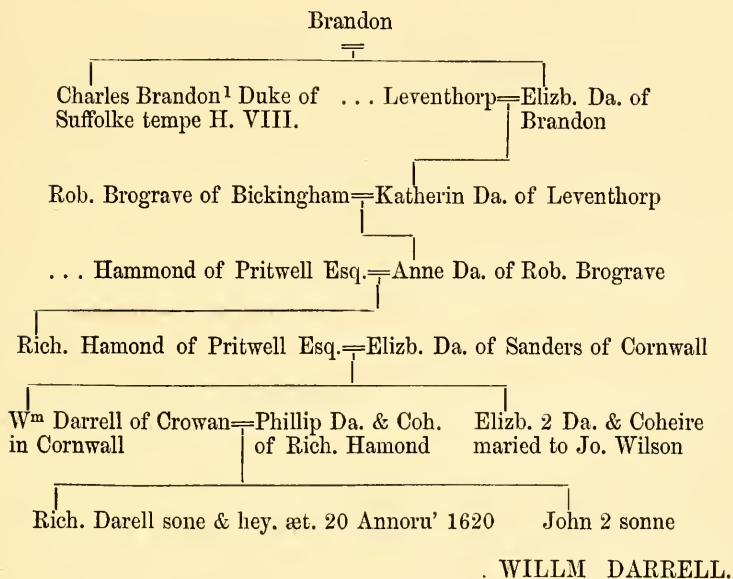 Brandon
Charles Brandon¹ Duke of ... Leventhorp=Elizb. Da. of
Suffolke tempe H. VIII. Brandon
Rob. Brograve of Bickingham=Katherin Da. of Leventhorp
... Hammond of Pritwell Esq.=Anne Da. of Rob. Brograve
Rich. Hamond of Pritwell Esq.=Elizb. Da. of Sanders of Cornwall
Wᵐ Darrell of Crowan=Phillip Da. & Coh. Elizb. 2 Da. & Coheire
in Cornwall of Rich. Hamond maried to Jo. Wilson
Rich. Darell sone & hey. æt. 20 Annoru' 1620 John 2 sonne
. WILLM DARRELL.